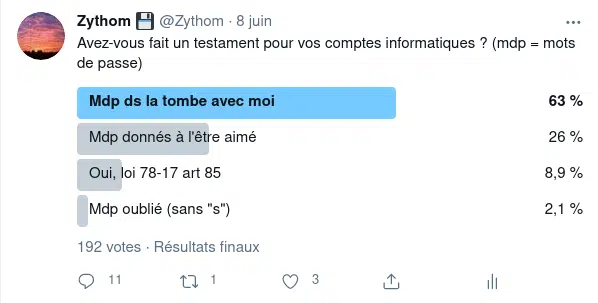 Zythom 💾 @Zythom · 8 juin
Avez-vous fait un testament pour vos comptes informatiques ? (mdp = mots
de passe)
Mdp ds la tombe avec moi 63 %
Mdp donnés à l'être aimé 26 %
Oui, loi 78-17 art 85 8,9 %
Mdp oublié (sans "s") 2,1 %
192 votes · Résultats finaux
11 1 3